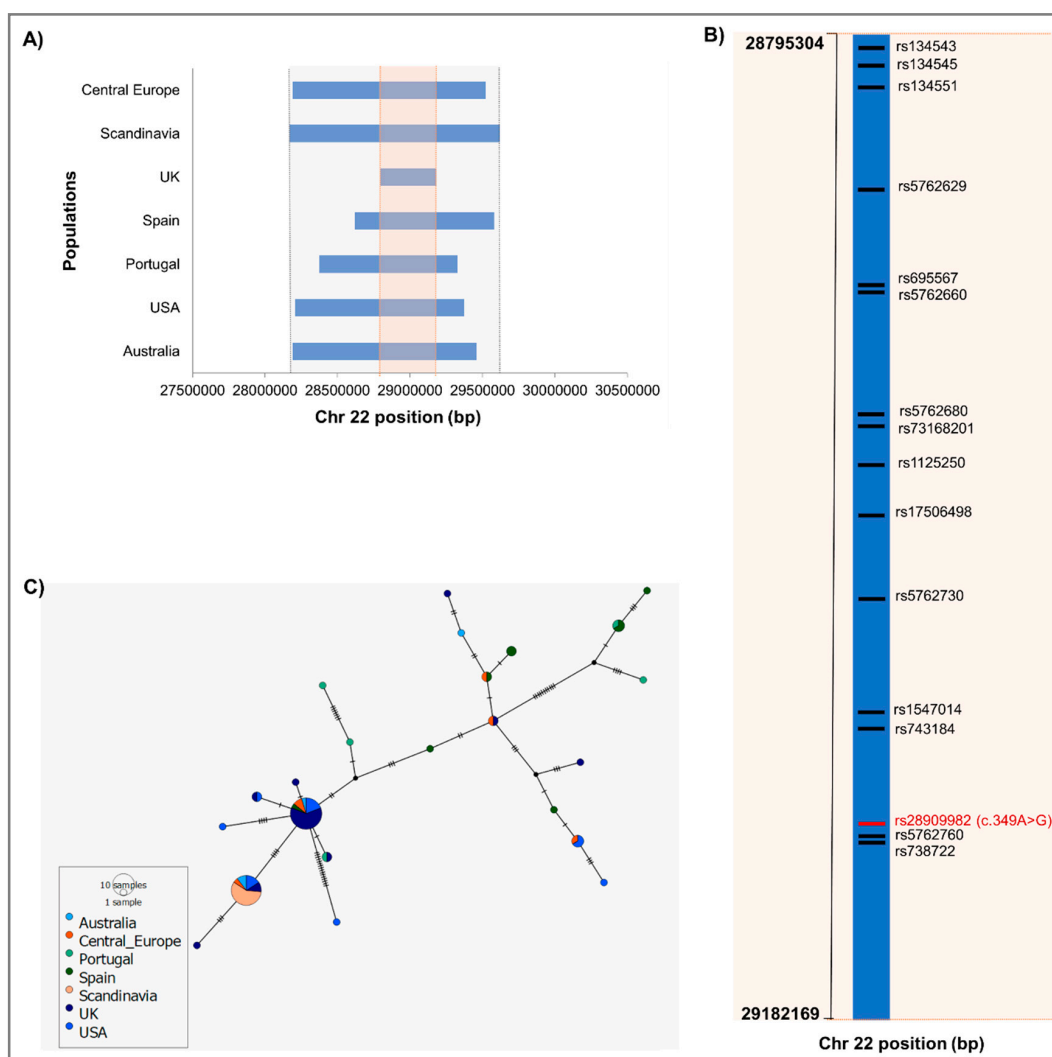 A)
Populations
Central Europe
Scandinavia
UK
Spain
Portugal
USA
Australia
27500000 28000000 28500000 29000000 29500000 30000000 30500000
Chr 22 position (bp)
B)
28795304
rs134543
rs134545
rs134551
rs5762629
rs695567
rs5762660
rs5762680
rs73168201
rs1125250
rs17506498
rs5762730
rs1547014
rs743184
rs28909982 (c.349A>G)
rs5762760
rs738722
29182169
Chr 22 position (bp)
C)
10 samples
1 sample
Australia
Central_Europe
Portugal
Spain
Scandinavia
UK
USA